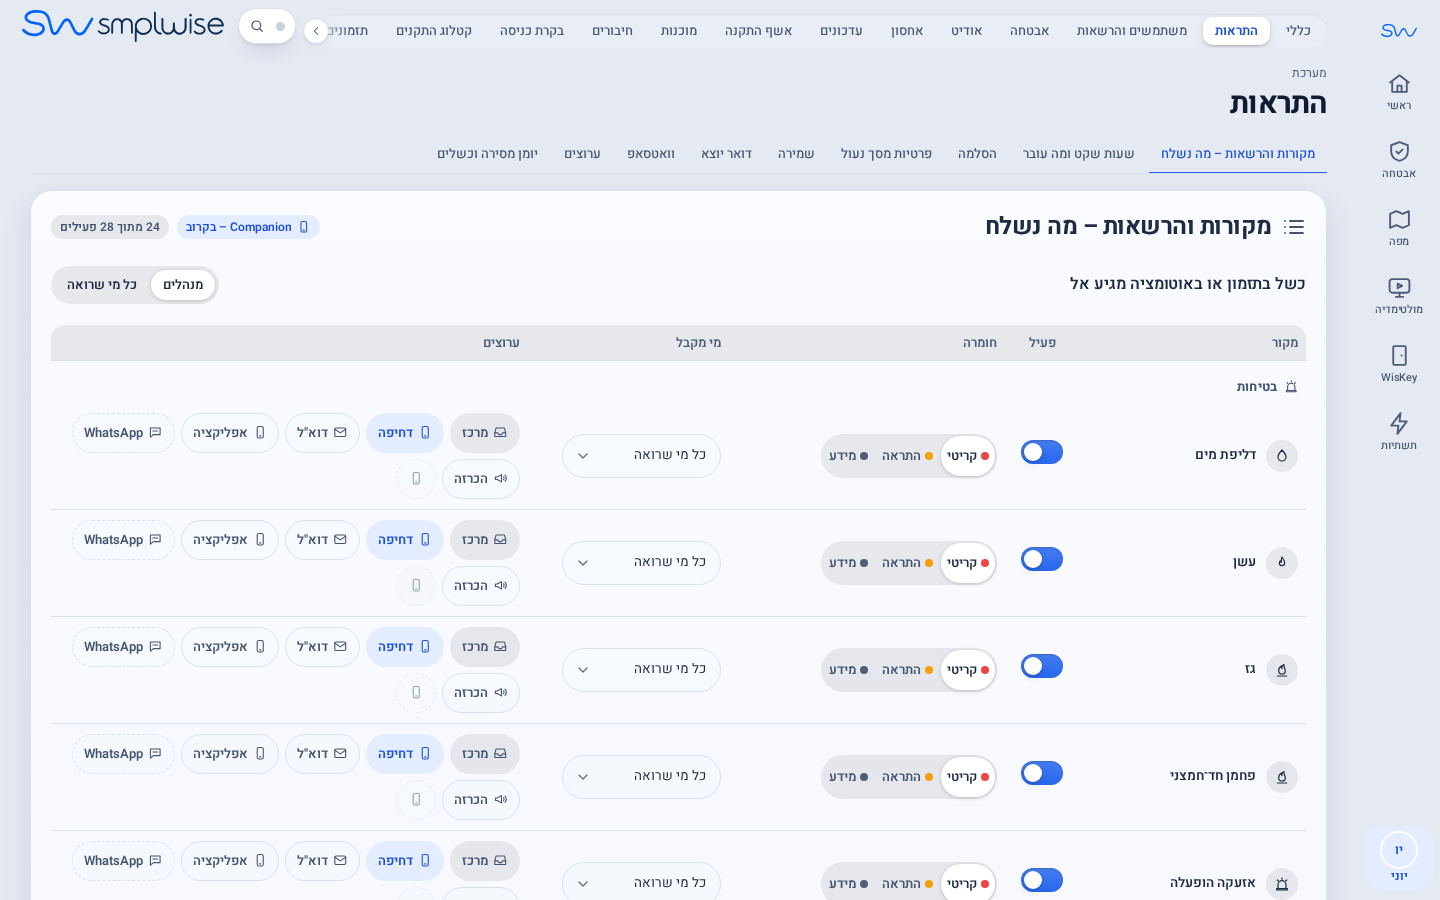 כללי התראות משתמשים והרשאות אבטחה אודיט אחסון עדכונים אשף התקנה מוכנות חיבורים בקרת כניסה קטלוג התקנים תזמונים
smplwise
ראשי
אבטחה
מפה
מולטימדיה
WisKey
תשתיות
יו
יוני
מערכת
התראות
מקורות והרשאות – מה נשלח שעות שקט ומה עובר הסלמה פרטיות מסך נעול שמירה דואר יוצא וואטסאפ ערוצים יומן מסירה וכשלים
מקורות והרשאות – מה נשלח
Companion – בקרוב 24 מתוך 28 פעילים
כשל בתזמון או באוטומציה מגיע אל מנהלים כל מי שרואה
מקור פעיל חומרה מי מקבל ערוצים
בטיחות
דליפת מים קריטי התראה מידע כל מי שרואה מרכז דחיפה דוא"ל אפליקציה WhatsApp
הכרזה
עשן קריטי התראה מידע כל מי שרואה מרכז דחיפה דוא"ל אפליקציה WhatsApp
הכרזה
גז קריטי התראה מידע כל מי שרואה מרכז דחיפה דוא"ל אפליקציה WhatsApp
הכרזה
פחמן חד־חמצני קריטי התראה מידע כל מי שרואה מרכז דחיפה דוא"ל אפליקציה WhatsApp
הכרזה
אזעקה הופעלה קריטי התראה מידע כל מי שרואה מרכז דחיפה דוא"ל אפליקציה WhatsApp